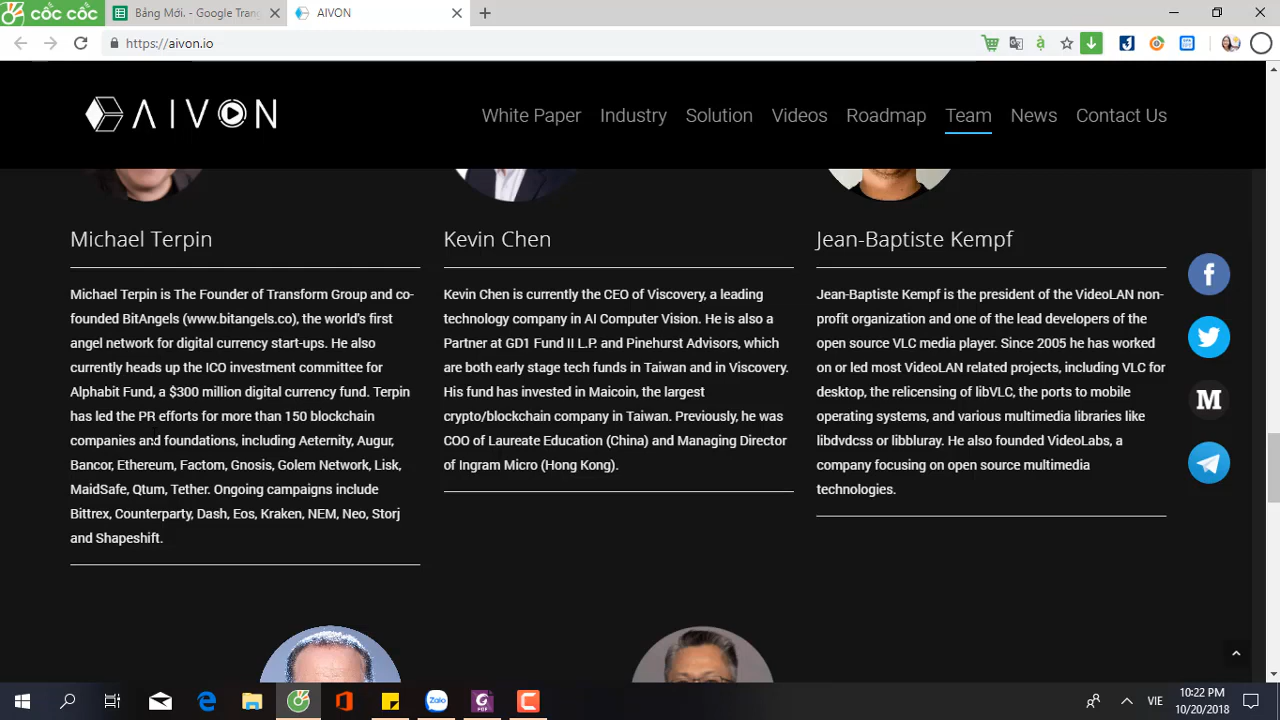 cốc cốc
Bảng Mới. - Google Trang
AIVON
https://aivon.io
AIVON
White Paper
Industry
Solution
Videos
Roadmap
Team
News
Contact Us
Michael Terpin
Michael Terpin is The Founder of Transform Group and co-
founded BitAngels (www.bitangels.co), the world's first
angel network for digital currency start-ups. He also
currently heads up the ICO investment committee for
Alphabit Fund, a $300 million digital currency fund. Terpin
has led the PR efforts for more than 150 blockchain
companies and foundations, including Aeternity, Augur,
Bancor, Ethereum, Factom, Gnosis, Golem Network, Lisk,
MaidSafe, Qtum, Tether. Ongoing campaigns include
Bittrex, Counterparty, Dash, Eos, Kraken, NEM, Neo, Storj
and Shapeshift.
Kevin Chen
Kevin Chen is currently the CEO of Viscovery, a leading
technology company in AI Computer Vision. He is also a
Partner at GD1 Fund II L.P. and Pinehurst Advisors, which
are both early stage tech funds in Taiwan and in Viscovery.
His fund has invested in Maicoin, the largest
crypto/blockchain company in Taiwan. Previously, he was
COO of Laureate Education (China) and Managing Director
of Ingram Micro (Hong Kong).
Jean-Baptiste Kempf
Jean-Baptiste Kempf is the president of the VideoLAN non-
profit organization and one of the lead developers of the
open source VLC media player. Since 2005 he has worked
on or led most VideoLAN related projects, including VLC for
desktop, the relicensing of libVLC, the ports to mobile
operating systems, and various multimedia libraries like
libdvdcss or libbluray. He also founded VideoLabs, a
company focusing on open source multimedia
technologies.
Zalo
PDF
VIE
10:22 PM
10/20/2018